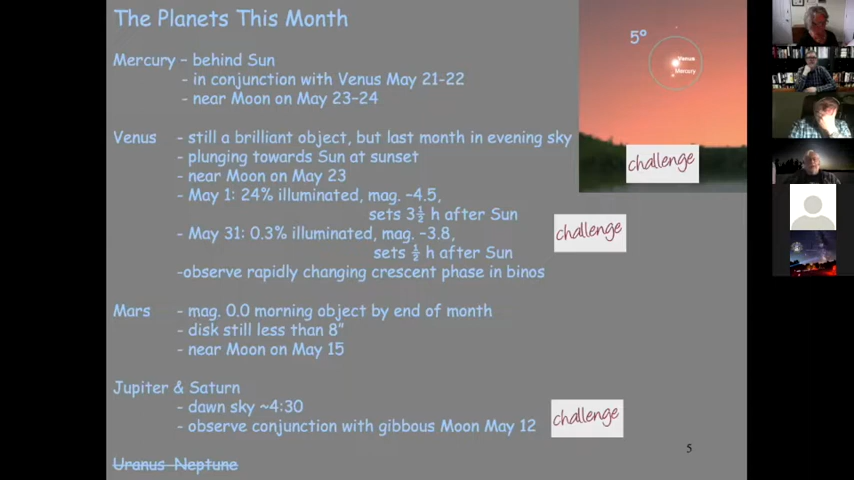 The Planets This Month
5°
Venus
Mercury
challenge
Mercury – behind Sun
- in conjunction with Venus May 21-22
- near Moon on May 23–24
Venus - still a brilliant object, but last month in evening sky
- plunging towards Sun at sunset
- near Moon on May 23
- May 1: 24% illuminated, mag. –4.5,
sets 3½ h after Sun
- May 31: 0.3% illuminated, mag. –3.8,
sets ½ h after Sun
challenge
-observe rapidly changing crescent phase in binos
Mars - mag. 0.0 morning object by end of month
- disk still less than 8”
- near Moon on May 15
Jupiter & Saturn
- dawn sky ~4:30
- observe conjunction with gibbous Moon May 12
challenge
Uranus Neptune
5